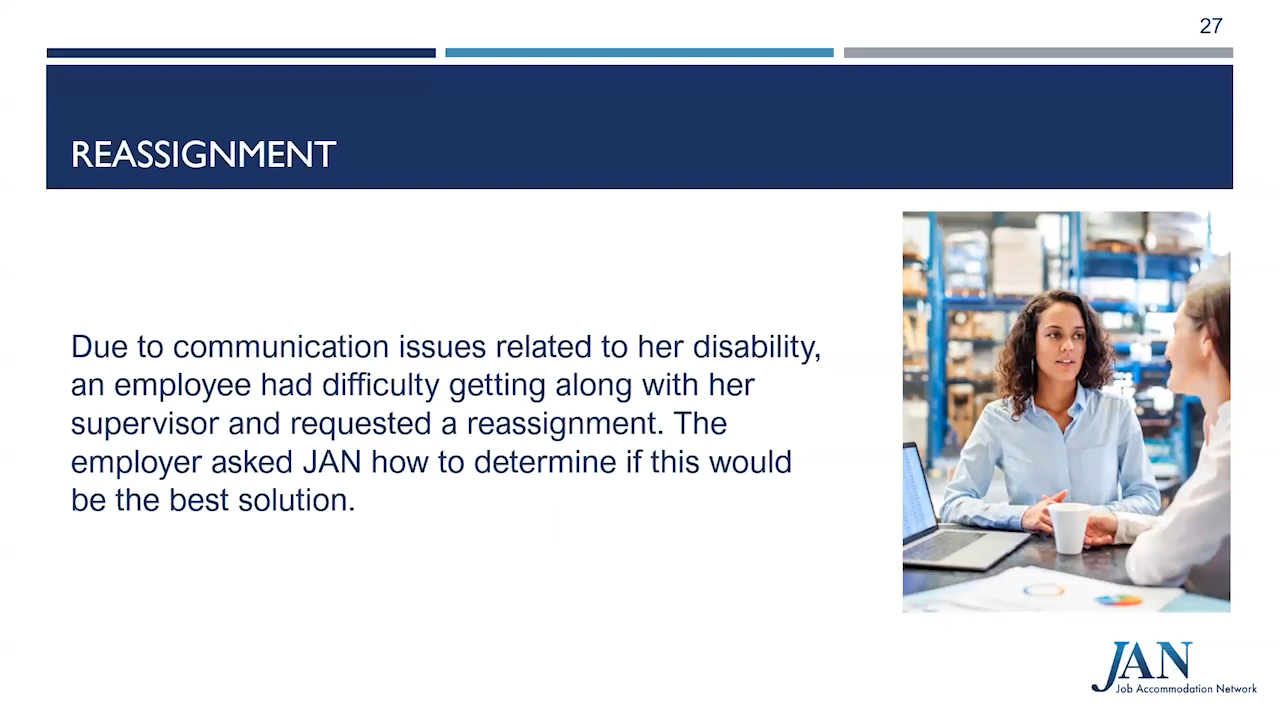 27
REASSIGNMENT
Due to communication issues related to her disability,
an employee had difficulty getting along with her
supervisor and requested a reassignment. The
employer asked JAN how to determine if this would
be the best solution.
JAN
Job Accommodation Network